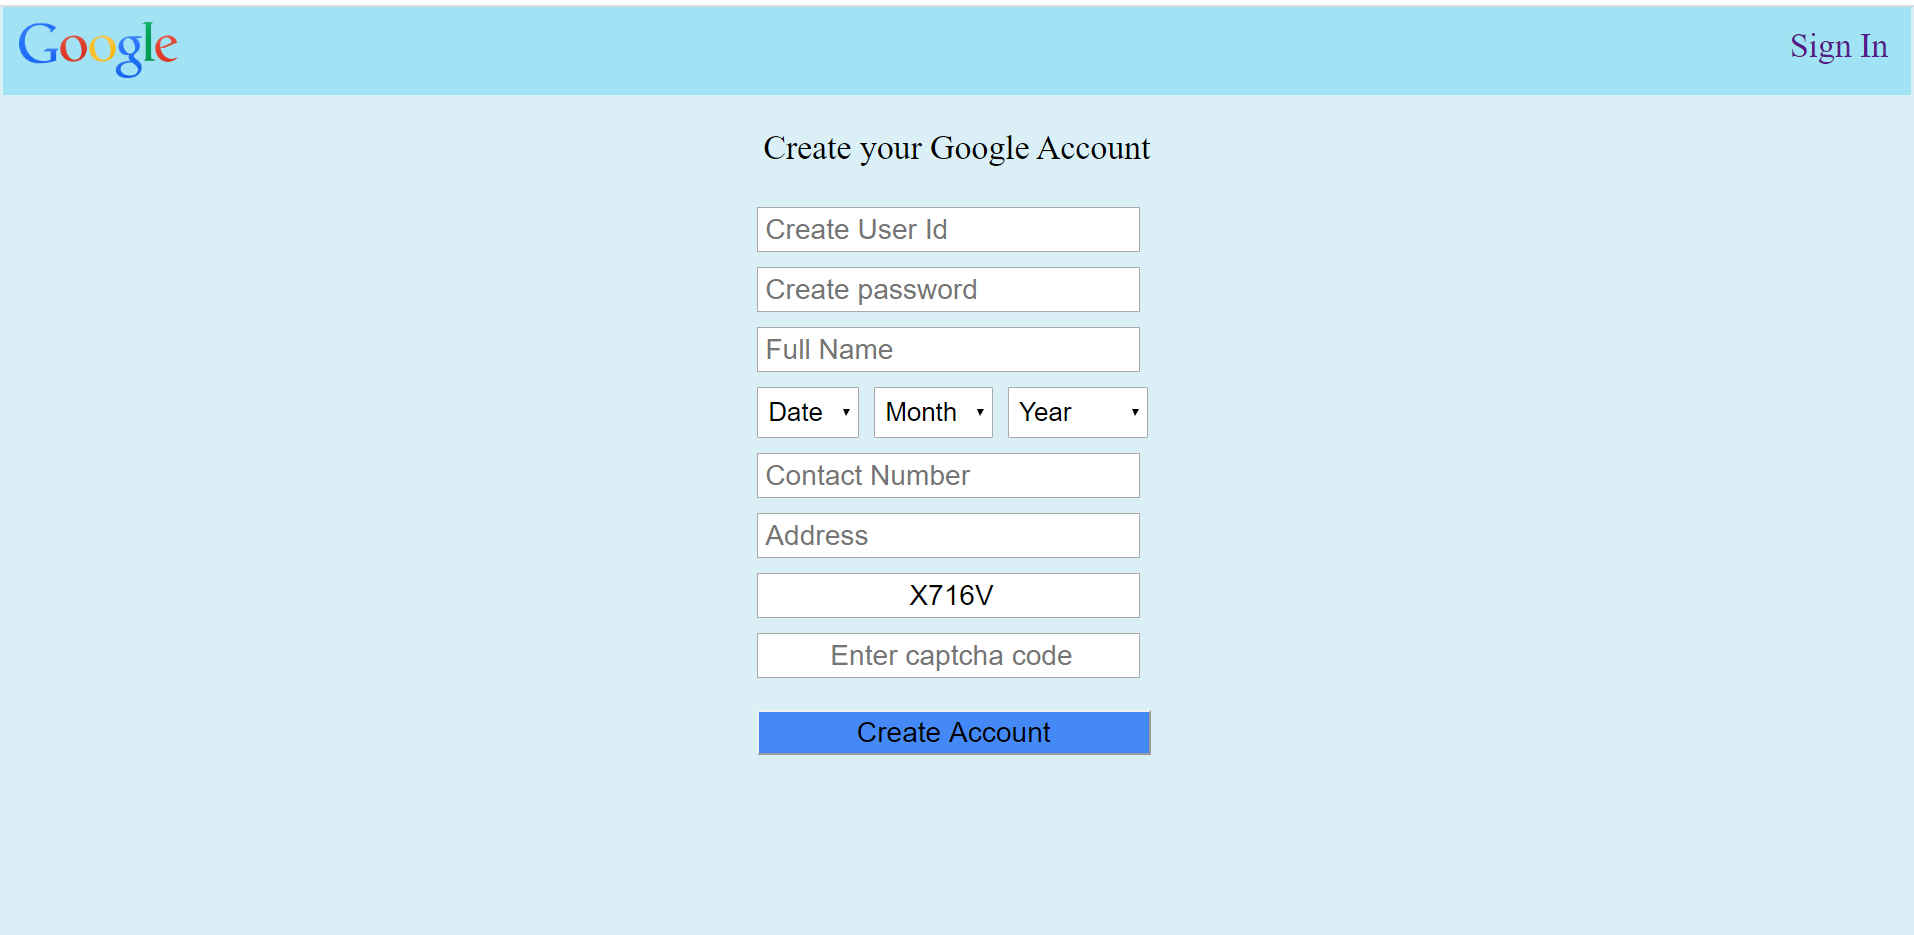 Google
Sign In
Create your Google Account
Create User Id
Create password
Full Name
Date Month Year
Contact Number
Address
X716V
Enter captcha code
Create Account